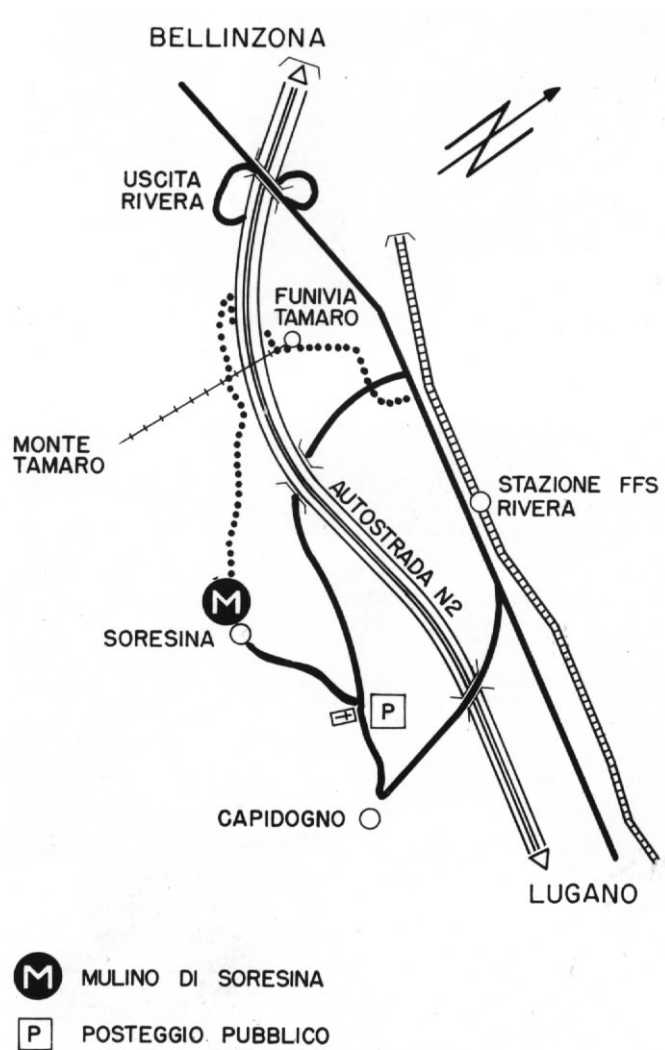 BELLINZONA
N
USCITA
RIVERA
FUNIVIA
TAMARO
MONTE
TAMARO
STAZIONE FFS
RIVERA
AUTOSTRADA N2
M
SORESINA
P
CAPIDOGNO
LUGANO
M MULINO DI SORESINA
P POSTEGGIO PUBBLICO